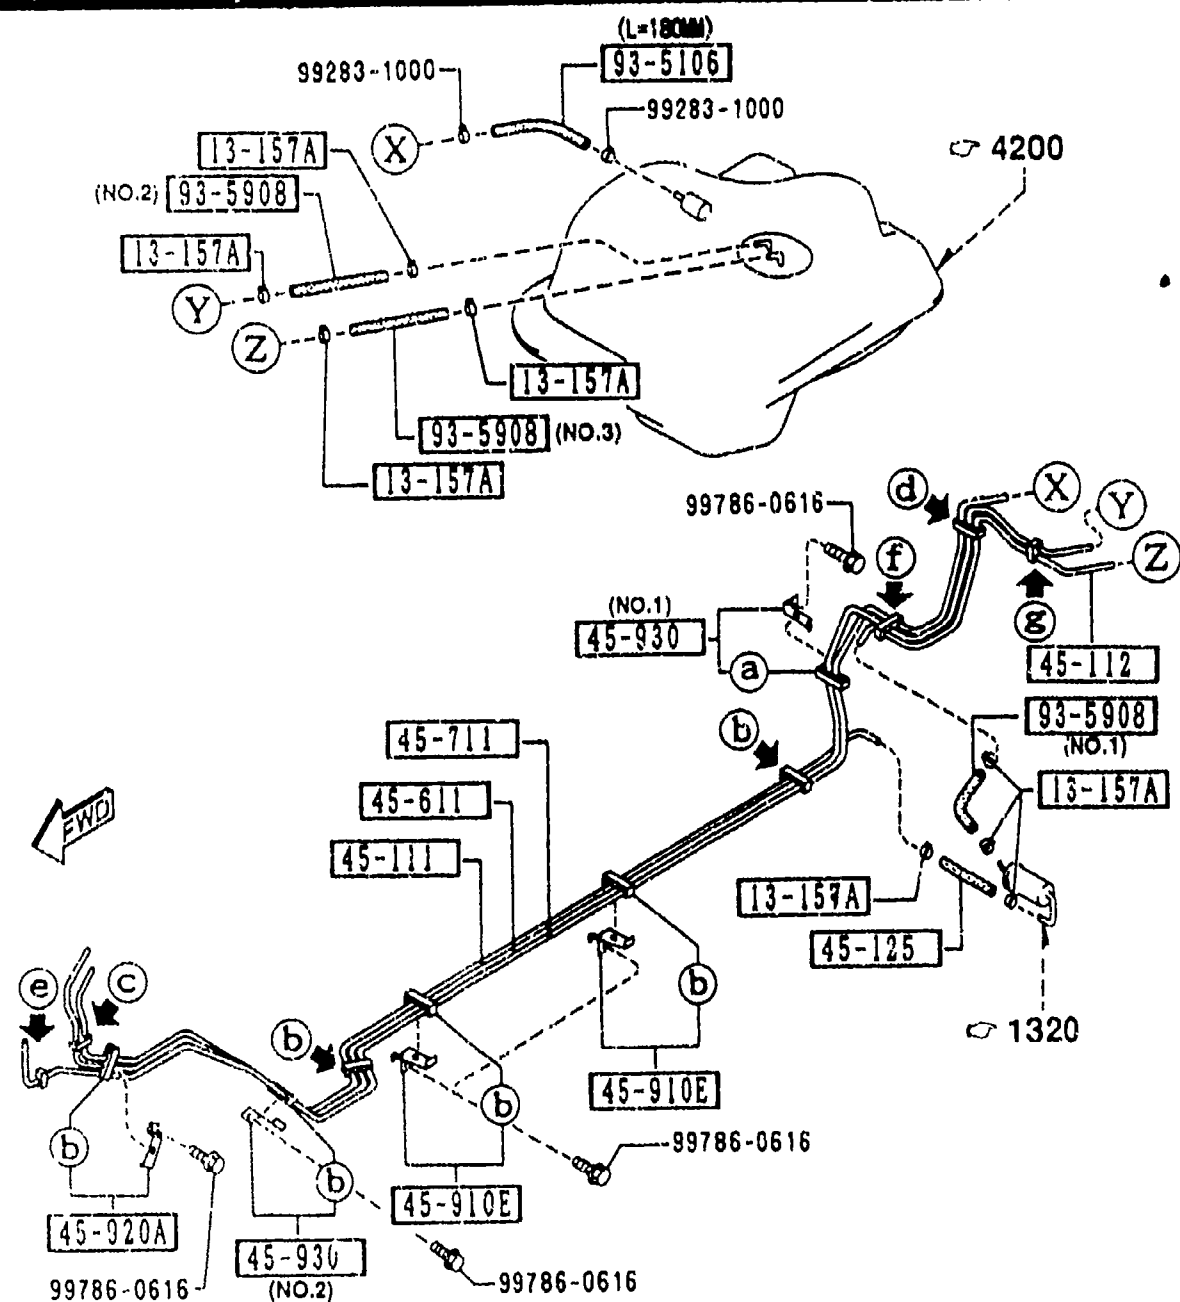 (L=180MM)
99283-1000
93-5106
99283-1000
X
13-157A
4200
(NO.2) 93-5908
13-157A
Y
Z
13-157A
93-5908 (NO.3)
13-157A
99786-0616
d
X
Y
f
Z
(NO.1)
45-930
g
a
45-112
93-5908
(NO.1)
b
45-711
13-157A
45-611
FWD
45-111
13-157A
45-125
e
c
b
1320
b
45-910E
b
99786-0616
b
b
45-910E
45-920A
45-930
(NO.2)
99786-0616
99786-0616